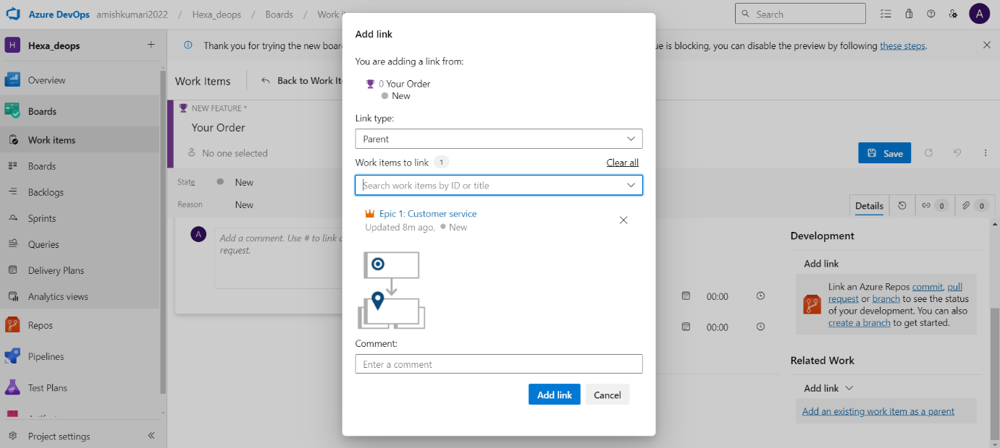 Azure DevOps amishkumari2022 / Hexa_deops / Boards / Work it
Search
A
H Hexa_deops
Thank you for trying the new boar
ue is blocking, you can disable the preview by following these steps.
Overview
Boards
Work items
Boards
Backlogs
Sprints
Queries
Delivery Plans
Analytics views
Repos
Pipelines
Test Plans
Project settings
Work Items
Back to Work It
NEW FEATURE *
Your Order
No one selected
Save
State
New
Reason
New
A
Add a comment. Use # to link a
request.
Add link
You are adding a link from:
0 Your Order
New
Link type:
Parent
Work items to link 1
Clear all
Search work items by ID or title
Epic 1: Customer service
Updated 8m ago, New
Comment:
Enter a comment
Add link
Cancel
00:00
00:00
Details
0
0
Development
Add link
Link an Azure Repos commit, pull
request or branch to see the status
of your development. You can also
create a branch to get started.
Related Work
Add link
Add an existing work item as a parent